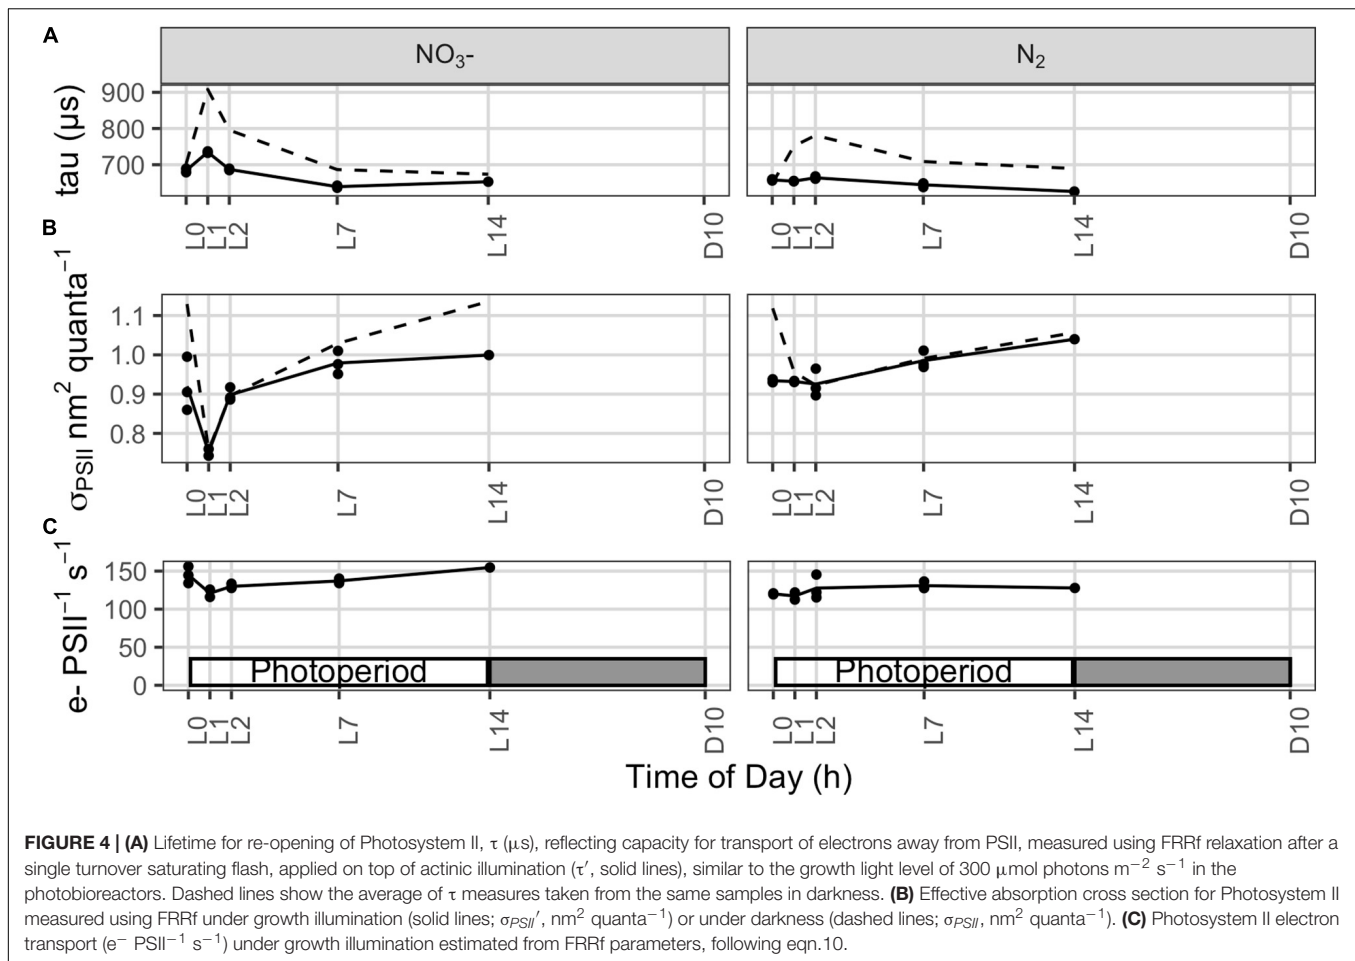 A
NO₃-
N₂
tau (μs)
900
800
700
L0
L1
L2
L7
L14
D10
L0
L1
L2
L7
L14
D10
B
σPSII nm² quanta⁻¹
1.1
1.0
0.9
0.8
L0
L1
L2
L7
L14
D10
L0
L1
L2
L7
L14
D10
C
e- PSII⁻¹ s⁻¹
150
100
50
0
Photoperiod
Photoperiod
L0
L1
L2
L7
L14
D10
L0
L1
L2
L7
L14
D10
Time of Day (h)
FIGURE 4 | (A) Lifetime for re-opening of Photosystem II, τ (μs), reflecting capacity for transport of electrons away from PSII, measured using FRRf relaxation after a
single turnover saturating flash, applied on top of actinic illumination (τ′, solid lines), similar to the growth light level of 300 μmol photons m⁻² s⁻¹ in the
photobioreactors. Dashed lines show the average of τ measures taken from the same samples in darkness. (B) Effective absorption cross section for Photosystem II
measured using FRRf under growth illumination (solid lines; σPSII′, nm² quanta⁻¹) or under darkness (dashed lines; σPSII, nm² quanta⁻¹). (C) Photosystem II electron
transport (e⁻ PSII⁻¹ s⁻¹) under growth illumination estimated from FRRf parameters, following eqn.10.